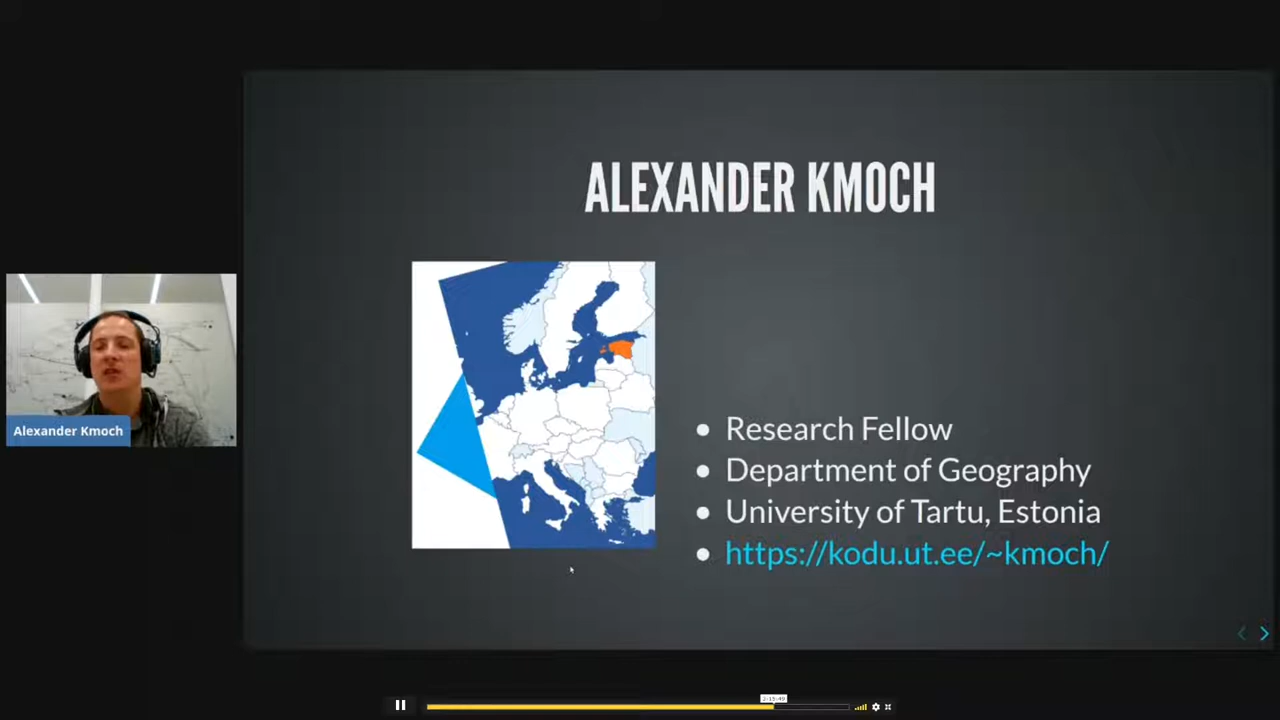 ALEXANDER KMOCH
Alexander Kmoch
Research Fellow
Department of Geography
University of Tartu, Estonia
https://kodu.ut.ee/~kmoch/